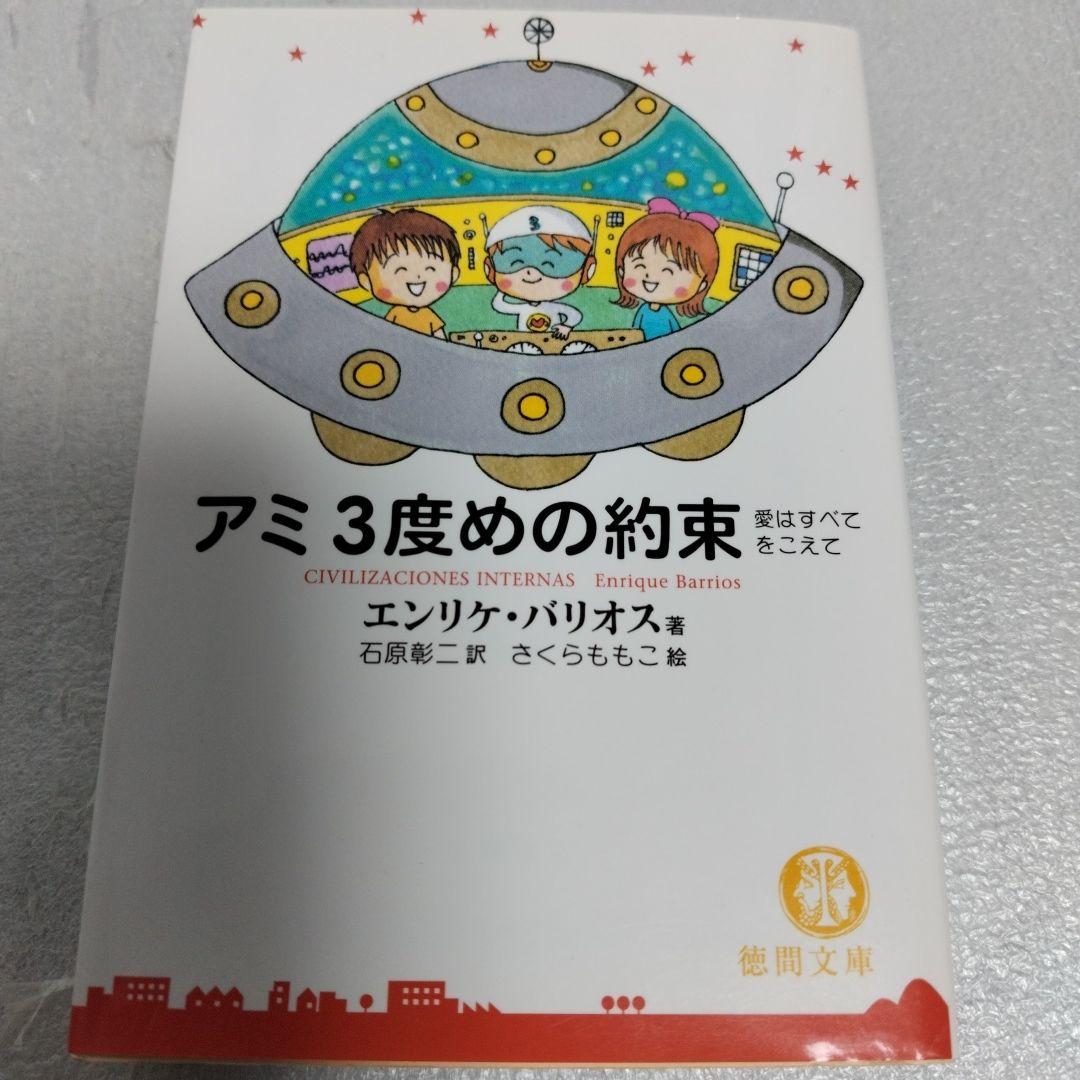 3
アミ 3度めの約束 愛はすべて
をこえて
CIVILIZACIONES INTERNAS Enrique Barrios
エンリケ・バリオス 著
石原彰二 訳 さくらももこ 絵
徳間文庫